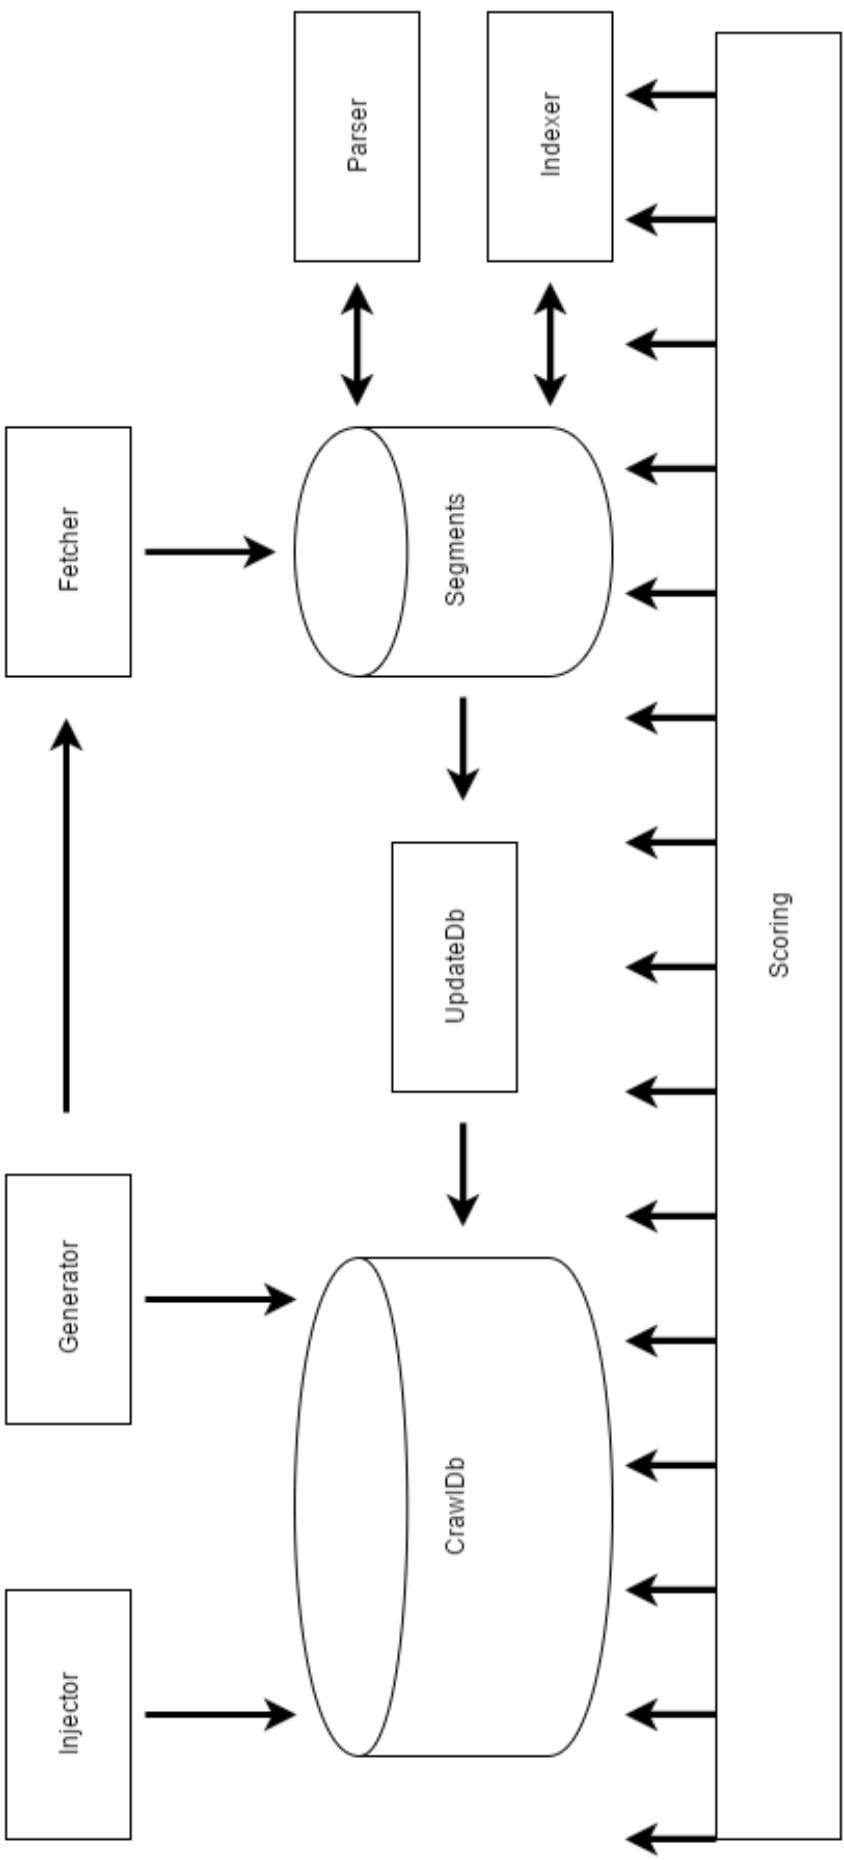 Injector
Generator
Fetcher
CrawlDb
UpdateDb
Segments
Parser
Indexer
Scoring